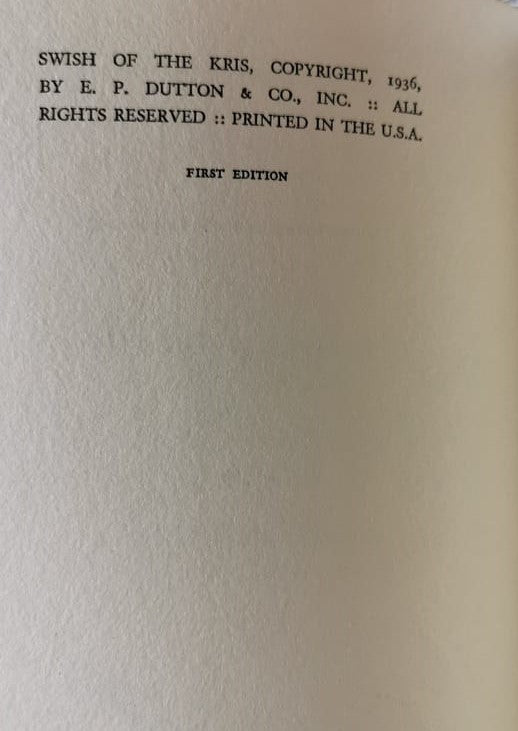 SWISH OF THE KRIS, COPYRIGHT, 1936,
BY E. P. DUTTON & CO., INC. :: ALL
RIGHTS RESERVED :: PRINTED IN THE U.S.A.
FIRST EDITION